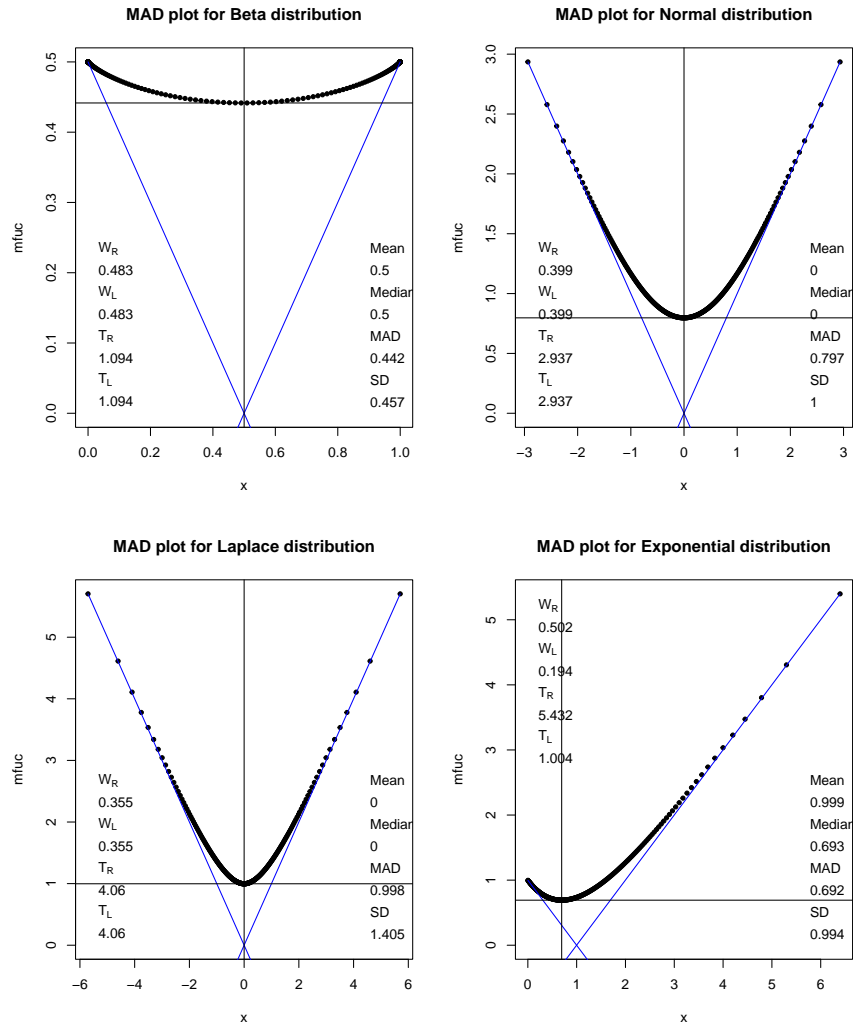 MAD plot for Beta distribution
mfuc
0.5
0.4
0.3
0.2
0.1
0.0
W_R
0.483
W_L
0.483
T_R
1.094
T_L
1.094
Mean
0.5
Median
0.5
MAD
0.442
SD
0.457
0.0 0.2 0.4 0.6 0.8 1.0
x
MAD plot for Normal distribution
mfuc
3.0
2.5
2.0
1.5
1.0
0.5
0.0
W_R
0.399
W_L
0.399
T_R
2.937
T_L
2.937
Mean
0
Median
0
MAD
0.797
SD
1
−3 −2 −1 0 1 2 3
x
MAD plot for Laplace distribution
mfuc
5
4
3
2
1
0
W_R
0.355
W_L
0.355
T_R
4.06
T_L
4.06
Mean
0
Median
0
MAD
0.998
SD
1.405
−6 −4 −2 0 2 4 6
x
MAD plot for Exponential distribution
mfuc
5
4
3
2
1
0
W_R
0.502
W_L
0.194
T_R
5.432
T_L
1.004
Mean
0.999
Median
0.693
MAD
0.692
SD
0.994
0 1 2 3 4 5 6
x